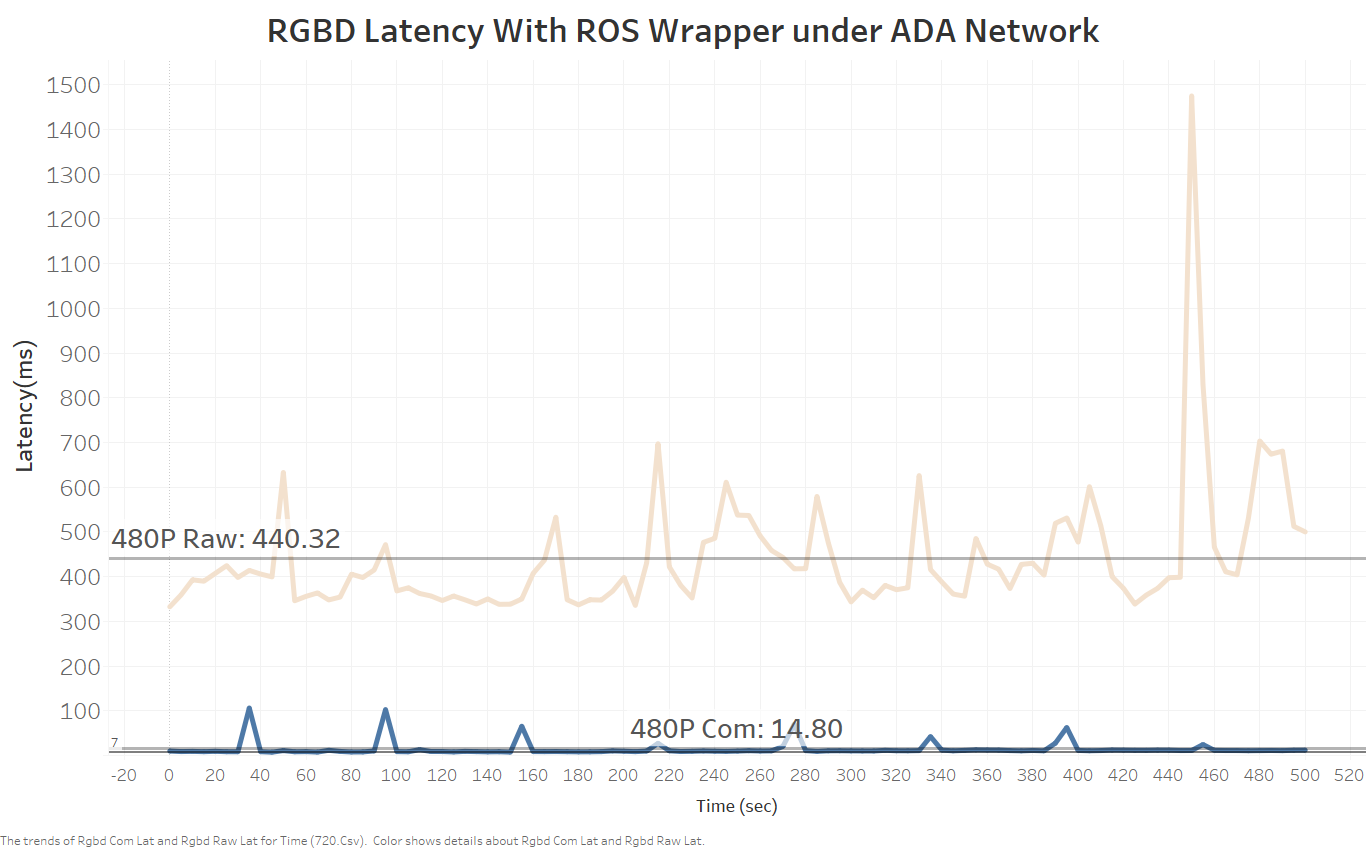 RGBD Latency With ROS Wrapper under ADA Network
1500
1400
1300
1200
1100
1000
900
800
700
600
500
400
300
200
100
7
Latency(ms)
480P Raw: 440.32
480P Com: 14.80
-20 0 20 40 60 80 100 120 140 160 180 200 220 240 260 280 300 320 340 360 380 400 420 440 460 480 500 520
Time (sec)
The trends of Rgbd Com Lat and Rgbd Raw Lat for Time (720.Csv). Color shows details about Rgbd Com Lat and Rgbd Raw Lat.